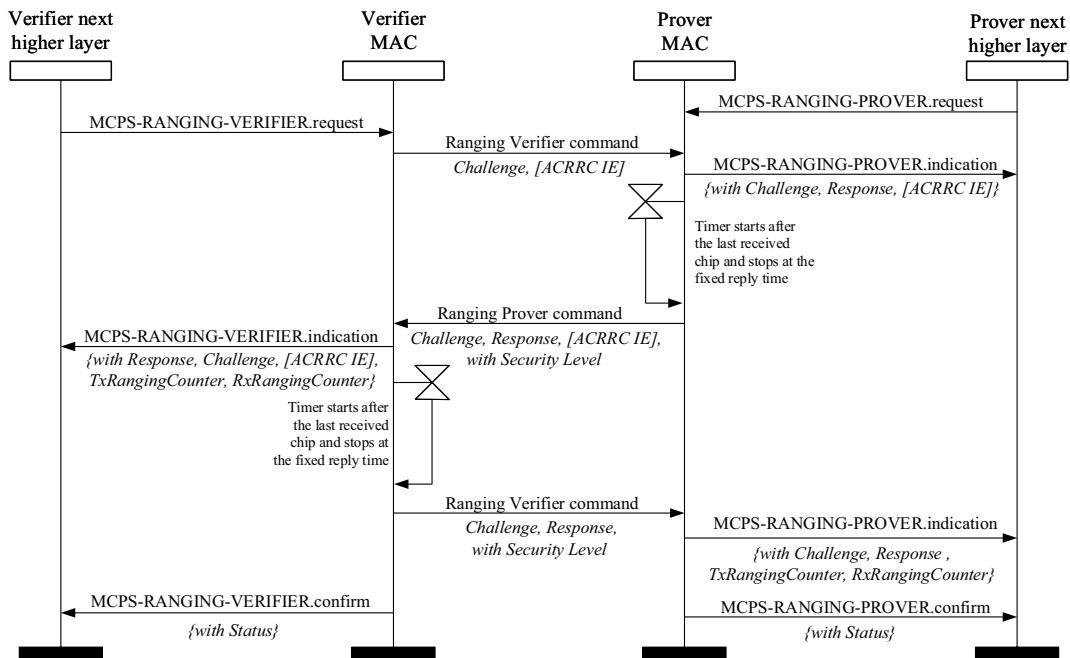 Verifier next
higher layer
Verifier
MAC
Prover
MAC
Prover next
higher layer
MCPS-RANGING-PROVER.request
MCPS-RANGING-VERIFIER.request
Ranging Verifier command
Challenge, [ACRRC IE]
MCPS-RANGING-PROVER.indication
{with Challenge, Response, [ACRRC IE]}
Timer starts after
the last received
chip and stops at the
fixed reply time
Ranging Prover command
Challenge, Response, [ACRRC IE],
with Security Level
MCPS-RANGING-VERIFIER.indication
{with Response, Challenge, [ACRRC IE],
TxRangingCounter, RxRangingCounter}
Timer starts after
the last received
chip and stops at
the fixed reply time
Ranging Verifier command
Challenge, Response,
with Security Level
MCPS-RANGING-PROVER.indication
{with Challenge, Response ,
TxRangingCounter, RxRangingCounter}
MCPS-RANGING-VERIFIER.confirm
{with Status}
MCPS-RANGING-PROVER.confirm
{with Status}